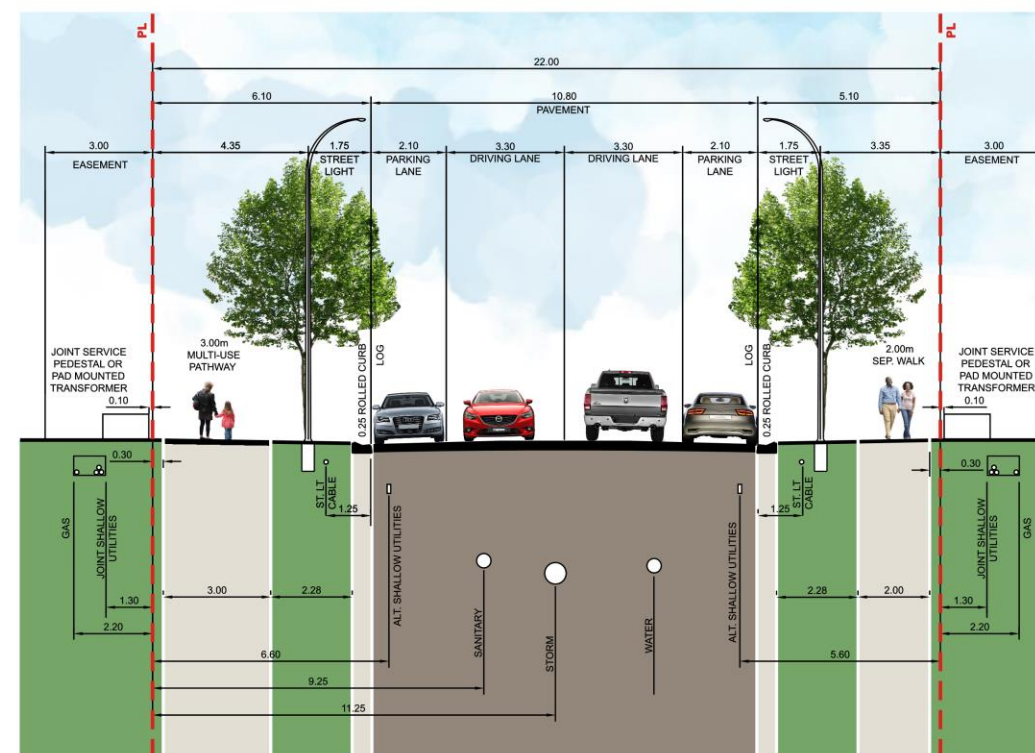 PL
PL
22.00
6.10
10.80
5.10
PAVEMENT
3.00
4.35
1.75
2.10
3.30
3.30
2.10
1.75
3.35
3.00
EASEMENT
STREET
LIGHT
PARKING
LANE
DRIVING LANE
DRIVING LANE
PARKING
LANE
STREET
LIGHT
EASEMENT
JOINT SERVICE
PEDESTAL OR
PAD MOUNTED
TRANSFORMER
0.10
3.00m
MULTI-USE
PATHWAY
0.25 ROLLED CURB
LOG
LOG
0.25 ROLLED CURB
2.00m
SEP. WALK
JOINT SERVICE
PEDESTAL OR
PAD MOUNTED
TRANSFORMER
0.10
0.30
GAS
JOINT SHALLOW
UTILITIES
ST. LT
CABLE
1.25
ALT. SHALLOW UTILITIES
SANITARY
STORM
WATER
ALT. SHALLOW UTILITIES
1.25
ST. LT
CABLE
0.30
JOINT SHALLOW
UTILITIES
GAS
3.00
2.28
2.28
2.00
1.30
1.30
2.20
2.20
6.60
5.60
9.25
11.25